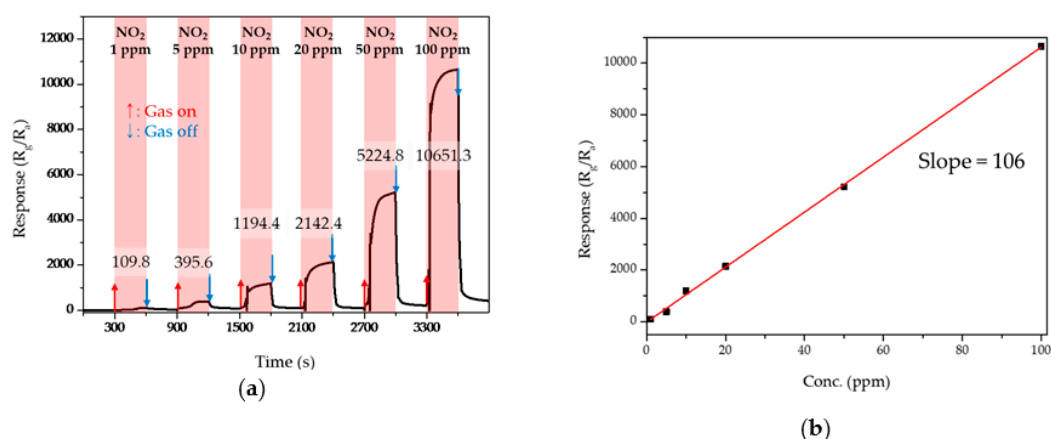 NO2 NO2 NO2 NO2 NO2 NO2
1 ppm 5 ppm 10 ppm 20 ppm 50 ppm 100 ppm
↑: Gas on
↓: Gas off
109.8
395.6
1194.4
2142.4
5224.8
10651.3
Response (Rg/Ra)
12000
10000
8000
6000
4000
2000
0
300 900 1500 2100 2700 3300
Time (s)
(a)
Response (Rg/Ra)
10000
8000
6000
4000
2000
0
Slope = 106
0 20 40 60 80 100
Conc. (ppm)
(b)